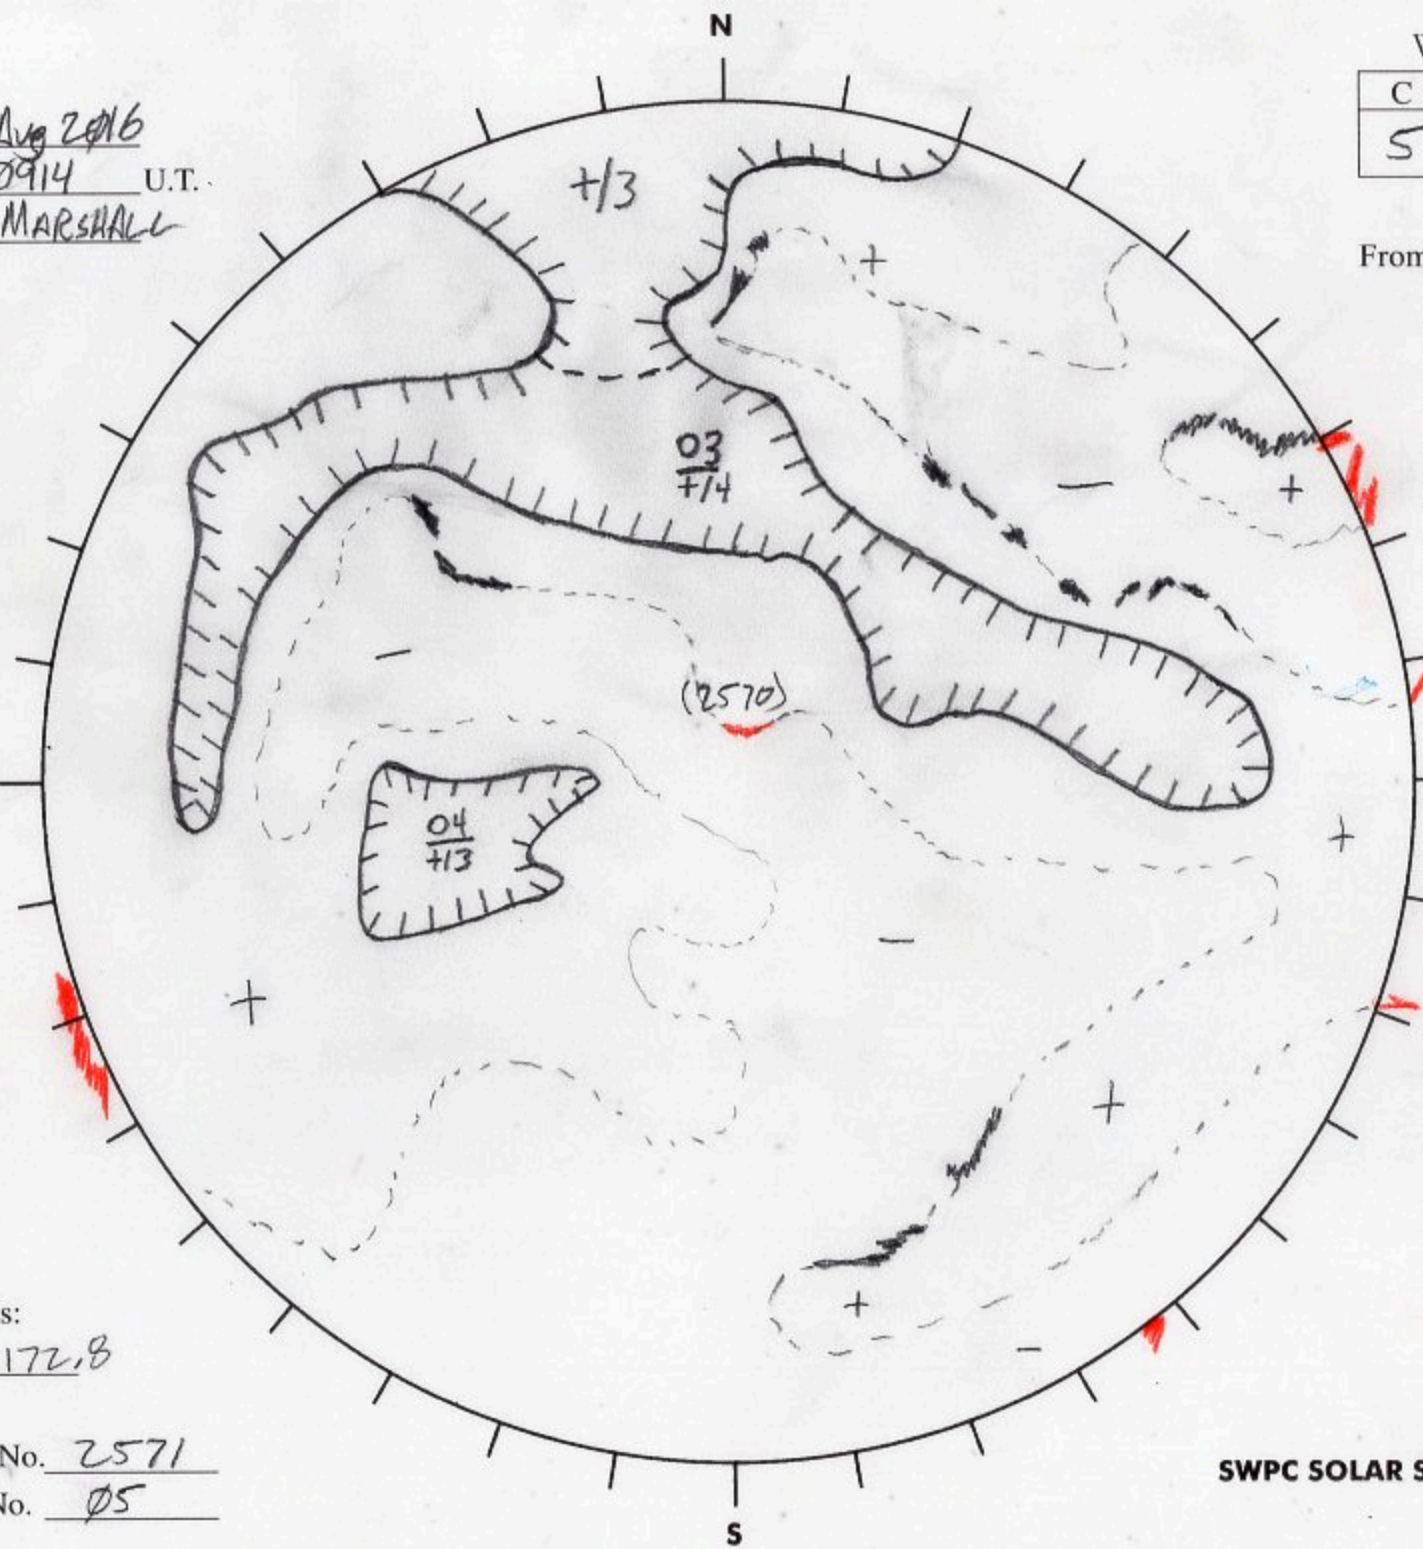 N
Aug 2016
0914 U.T.
MARSHALL
C
5
From
+/3
+
03
+/4
−
+
−
(2570)
04
+/3
+
−
+
+
+
−
s:
172.8
No. 2571
No. 05
SWPC SOLAR S
S